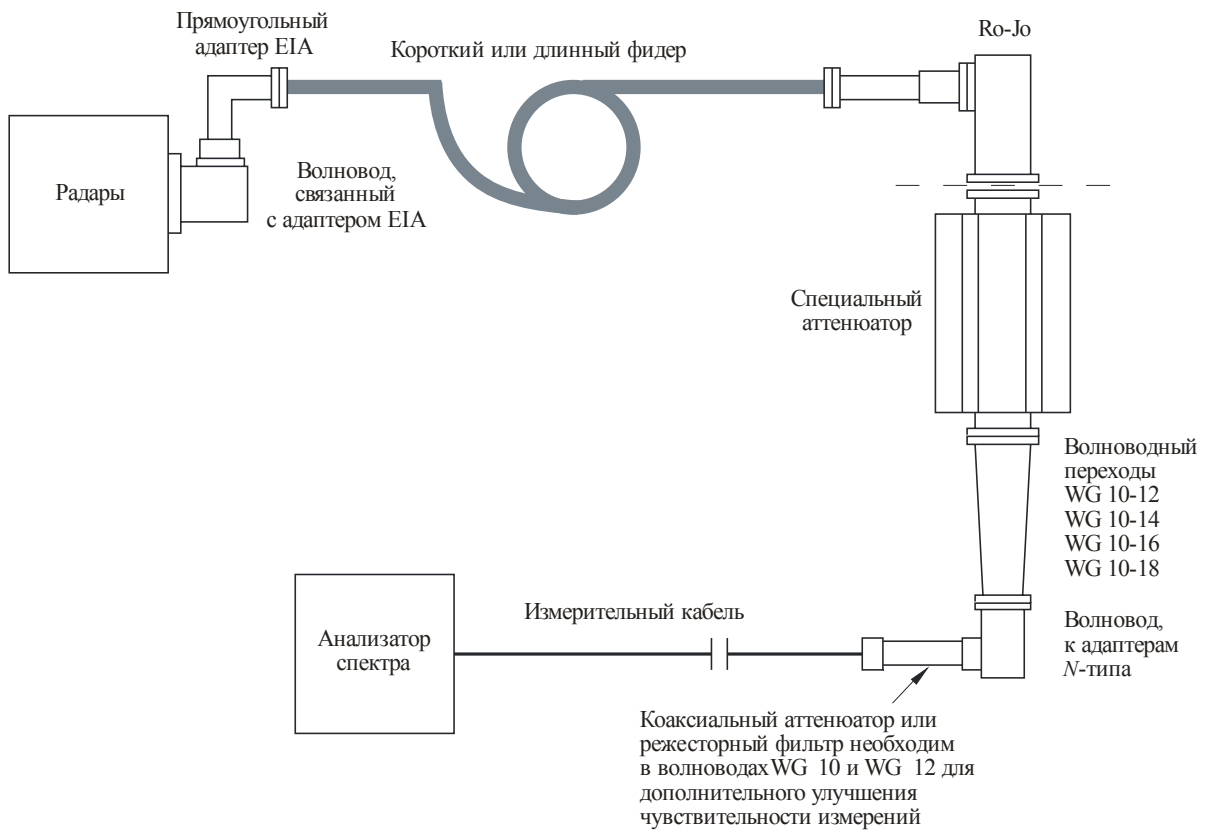 Прямоугольный
адаптер EIA
Короткий или длинный фидер
Ro-Jo
Радары
Волновод,
связанный
с адаптером EIA
Специальный
аттенюатор
Волноводный
переходы
WG 10-12
WG 10-14
WG 10-16
WG 10-18
Анализатор
спектра
Измерительный кабель
Волновод,
к адаптерам
N-типа
Коаксиальный аттенюатор или
режесторный фильтр необходим
в волноводах WG 10 и WG 12 для
дополнительного улучшения
чувствительности измерений